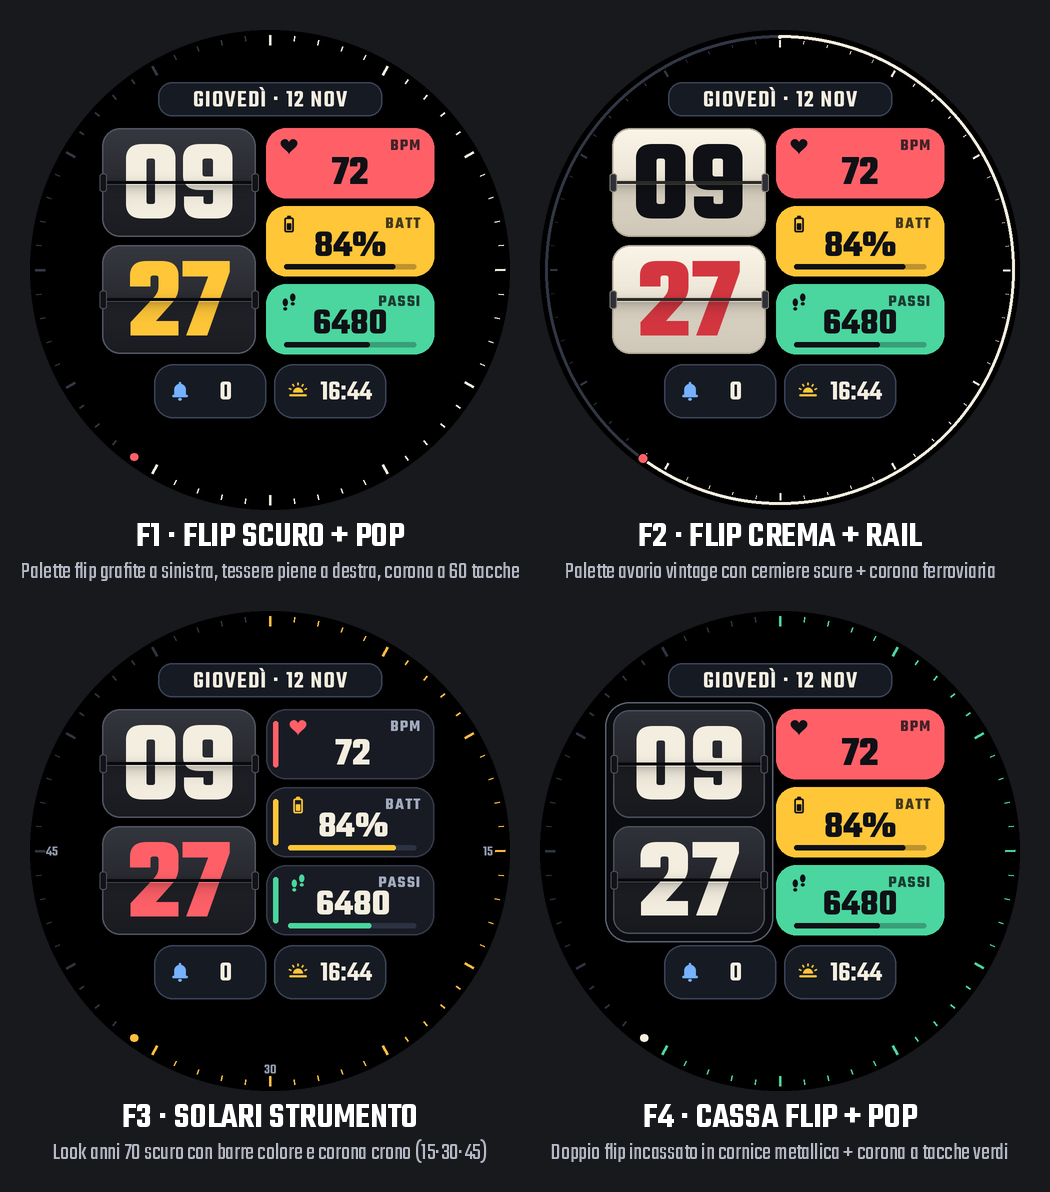 GIOVEDÌ · 12 NOV
09
BPM
72
BATT
84%
27
PASSI
6480
0
16:44
F1 · FLIP SCURO + POP
Palette flip grafite a sinistra, tessere piene a destra, corona a 60 tacche
GIOVEDÌ · 12 NOV
09
BPM
72
BATT
84%
27
PASSI
6480
0
16:44
F2 · FLIP CREMA + RAIL
Palette avorio vintage con cerniere scure + corona ferroviaria
GIOVEDÌ · 12 NOV
09
BPM
72
BATT
84%
45
15
27
PASSI
6480
0
16:44
30
F3 · SOLARI STRUMENTO
Look anni 70 scuro con barre colore e corona crono (15·30·45)
GIOVEDÌ · 12 NOV
09
BPM
72
BATT
84%
27
PASSI
6480
0
16:44
F4 · CASSA FLIP + POP
Doppio flip incassato in cornice metallica + corona a tacche verdi